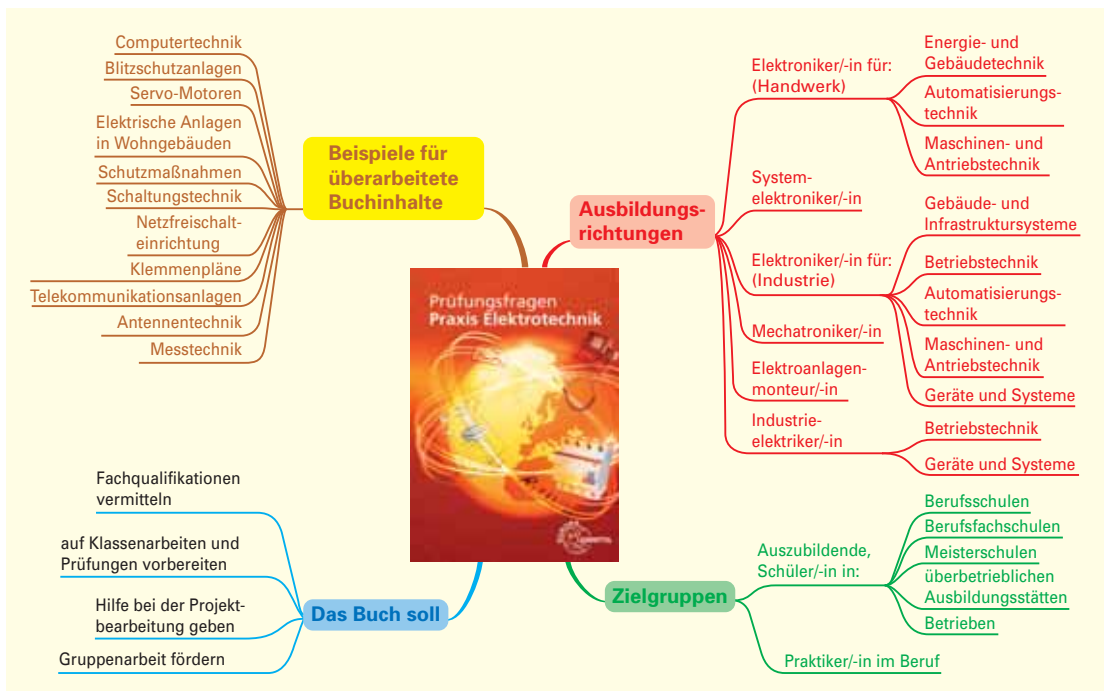 Computertechnik
Blitzschutzanlagen
Servo-Motoren
Elektrische Anlagen
in Wohngebäuden
Schutzmaßnahmen
Schaltungstechnik
Netzfreischalt-
einrichtung
Klemmenpläne
Telekommunikationsanlagen
Antennentechnik
Messtechnik
Beispiele für
überarbeitete
Buchinhalte
Ausbildungs-
richtungen
Elektroniker/-in für:
(Handwerk)
Energie- und
Gebäudetechnik
Automatisierungs-
technik
Maschinen- und
Antriebstechnik
System-
elektroniker/-in
Elektroniker/-in für:
(Industrie)
Gebäude- und
Infrastruktursysteme
Betriebstechnik
Automatisierungs-
technik
Maschinen- und
Antriebstechnik
Geräte und Systeme
Mechatroniker/-in
Elektroanlagen-
monteur/-in
Industrie-
elektriker/-in
Betriebstechnik
Geräte und Systeme
Prüfungsfragen
Praxis Elektrotechnik
Fachqualifikationen
vermitteln
auf Klassenarbeiten und
Prüfungen vorbereiten
Hilfe bei der Projekt-
bearbeitung geben
Gruppenarbeit fördern
Das Buch soll
Zielgruppen
Auszubildende,
Schüler/-in in:
Berufsschulen
Berufsfachschulen
Meisterschulen
überbetrieblichen
Ausbildungsstätten
Betrieben
Praktiker/-in im Beruf